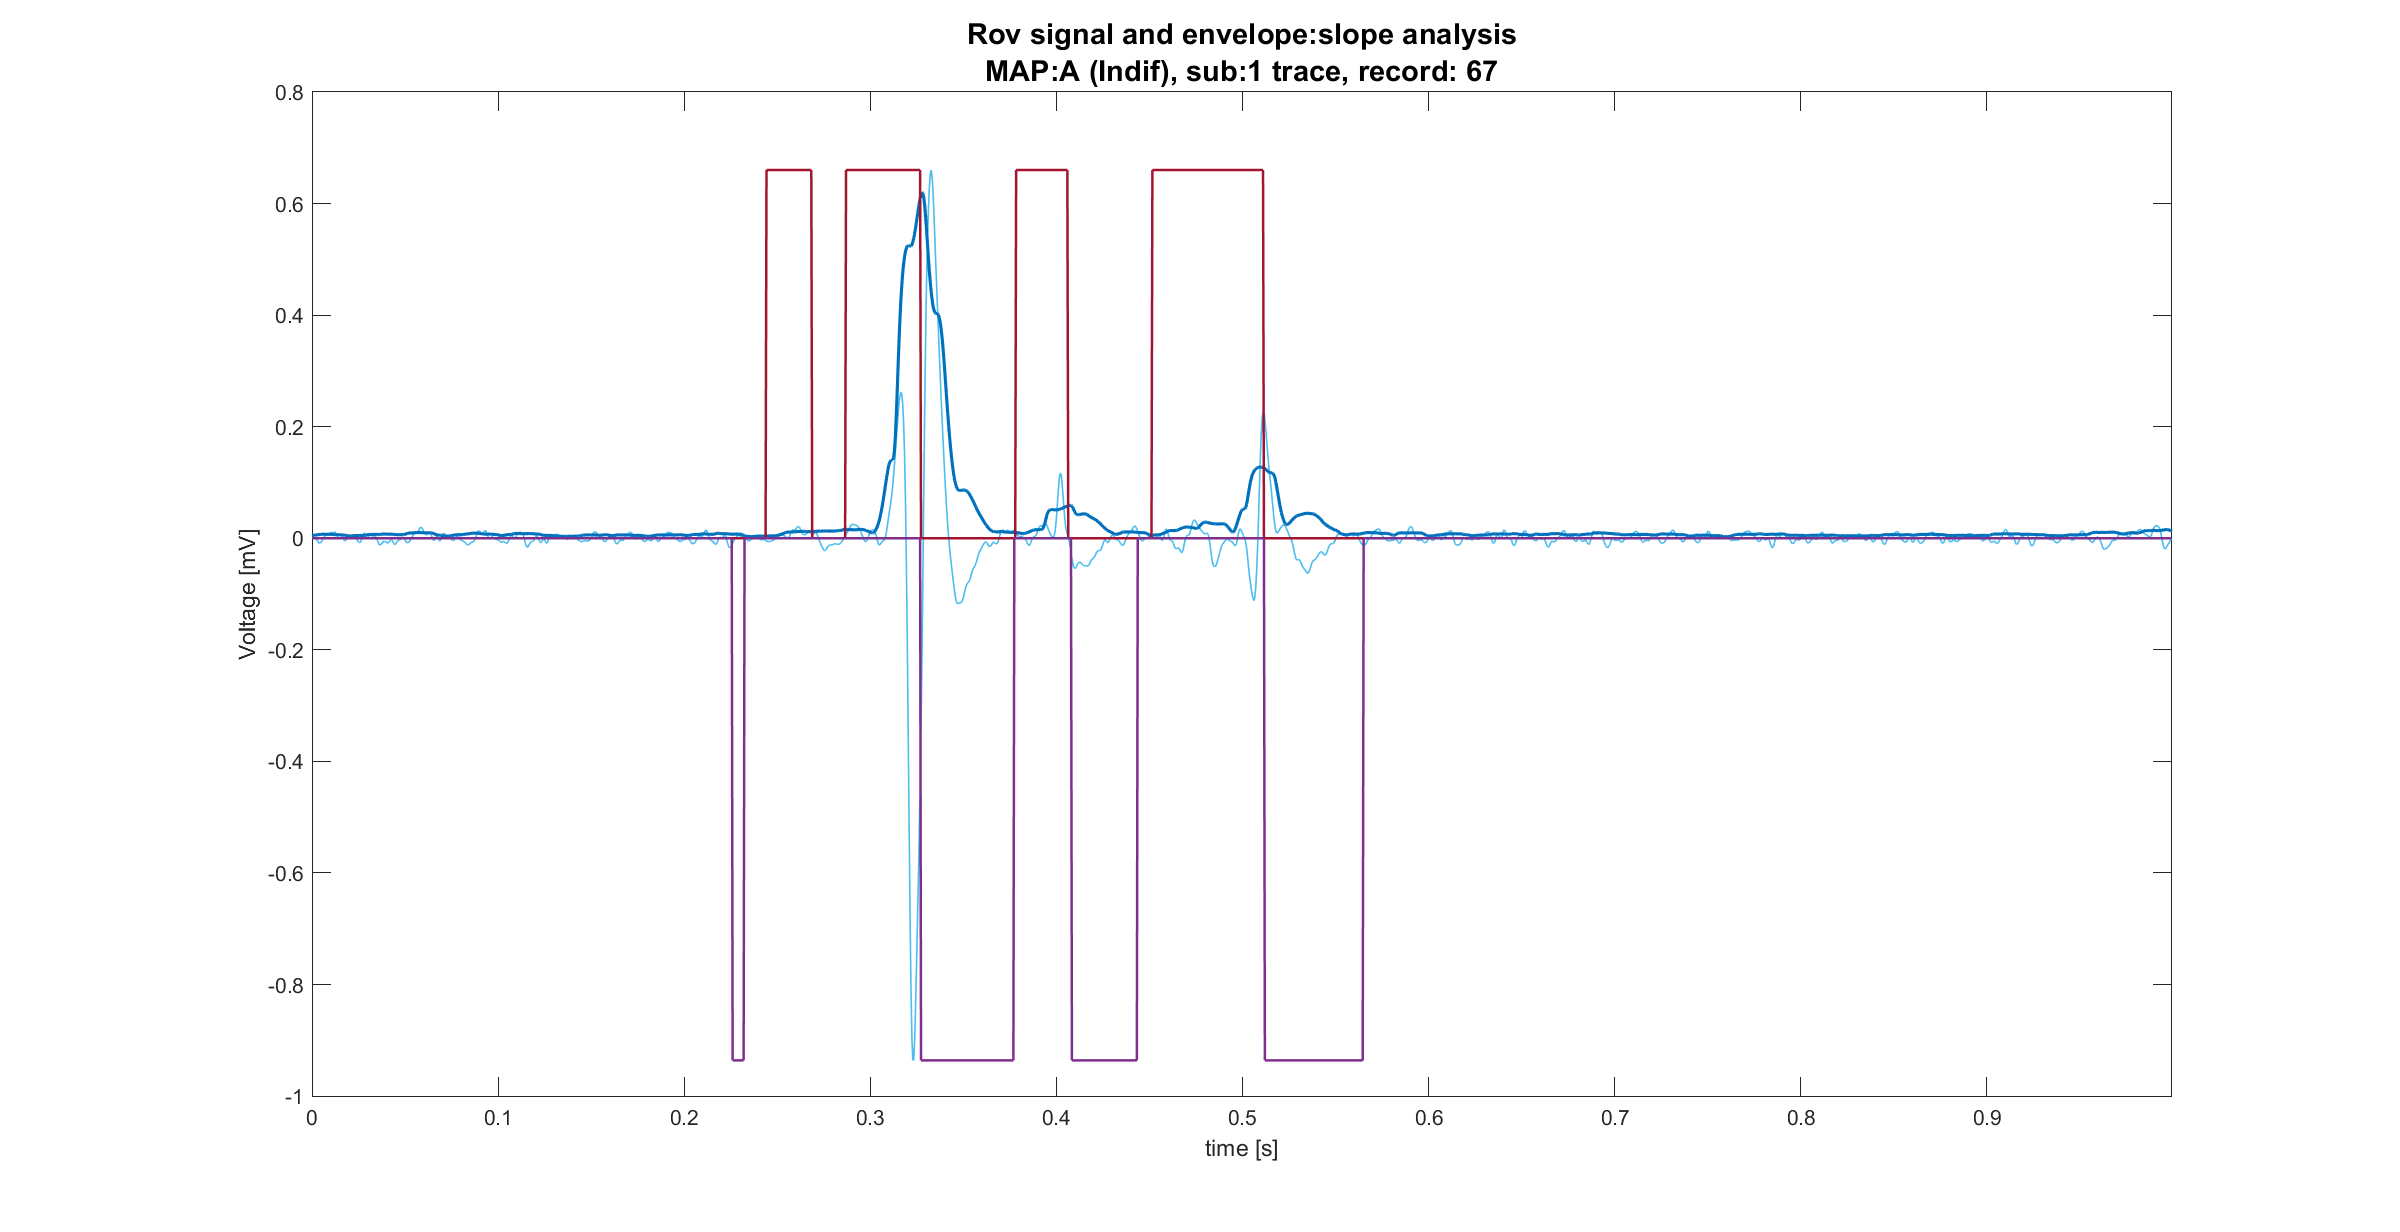 Rov signal and envelope:slope analysis
MAP:A (Indif), sub:1 trace, record: 67
0.8
0.6
0.4
0.2
0
-0.2
-0.4
-0.6
-0.8
-1
Voltage [mV]
0 0.1 0.2 0.3 0.4 0.5 0.6 0.7 0.8 0.9
time [s]